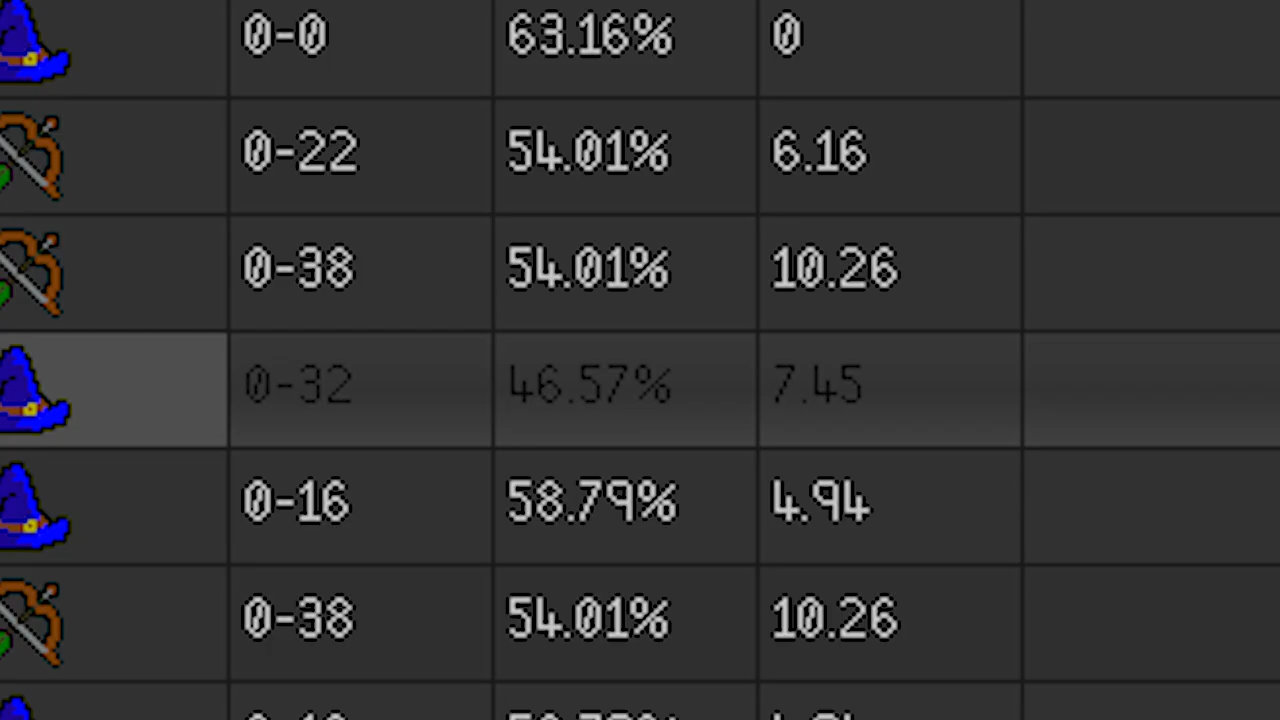 0-0 63.16% 0
0-22 54.01% 6.16
0-38 54.01% 10.26
0-32 46.57% 7.45
0-16 58.79% 4.94
0-38 54.01% 10.26